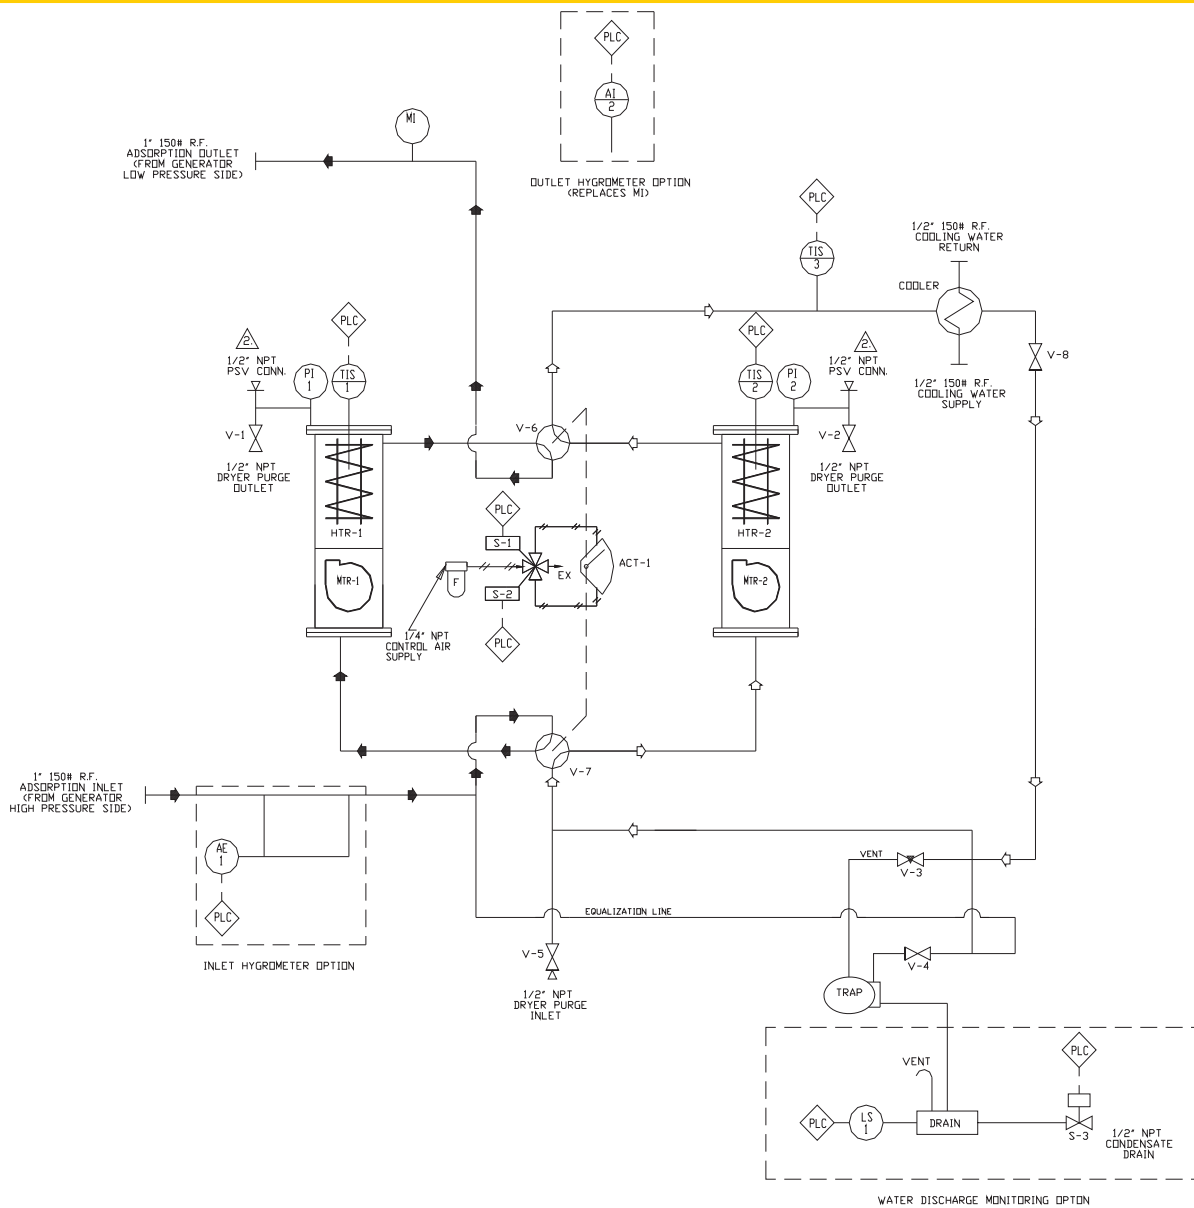 PLC
AI
2
OUTLET HYGROMETER OPTION
(REPLACES MI)
MI
1" 150# R.F.
ADSORPTION OUTLET
(FROM GENERATOR
LOW PRESSURE SIDE)
PLC
TIS
3
1/2" 150# R.F.
COOLING WATER
RETURN
COOLER
1/2" 150# R.F.
COOLING WATER
SUPPLY
V-8
PLC
2.
1/2" NPT
PSV CONN.
PI
1
TIS
1
V-1
1/2" NPT
DRYER PURGE
OUTLET
HTR-1
MTR-1
PLC
2.
1/2" NPT
PSV CONN.
TIS
2
PI
2
V-2
1/2" NPT
DRYER PURGE
OUTLET
HTR-2
MTR-2
V-6
PLC
S-1
F
EX
ACT-1
S-2
PLC
1/4" NPT
CONTROL AIR
SUPPLY
V-7
1" 150# R.F.
ADSORPTION INLET
(FROM GENERATOR
HIGH PRESSURE SIDE)
AE
1
PLC
INLET HYGROMETER OPTION
VENT
V-3
EQUALIZATION LINE
V-5
V-4
1/2" NPT
DRYER PURGE
INLET
TRAP
PLC
VENT
PLC
LS
1
DRAIN
S-3
1/2" NPT
CONDENSATE
DRAIN
WATER DISCHARGE MONITORING OPTON